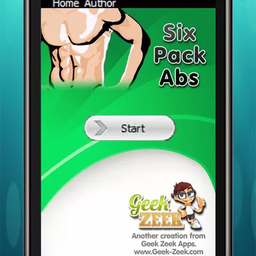 Home Author
Six
Pack
Abs
Start
Geek
ZEEK
Another creation from
Geek Zeek Apps.
www.Geek-Zeek.com